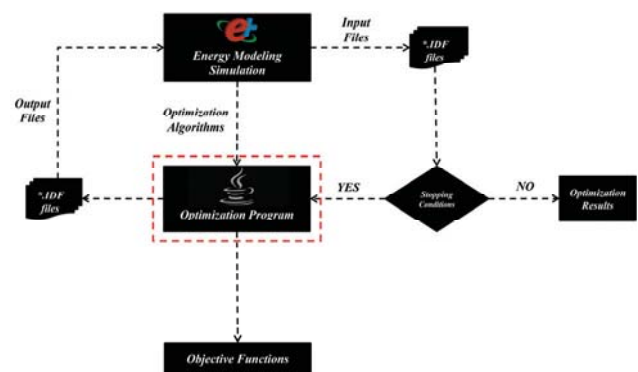 Energy Modeling
Simulation
Input
Files
*.IDF
files
Output
Files
Optimization
Algorithms
*.IDF
files
Optimization Program
YES
Stopping
Conditions
NO
Optimization
Results
Objective Functions